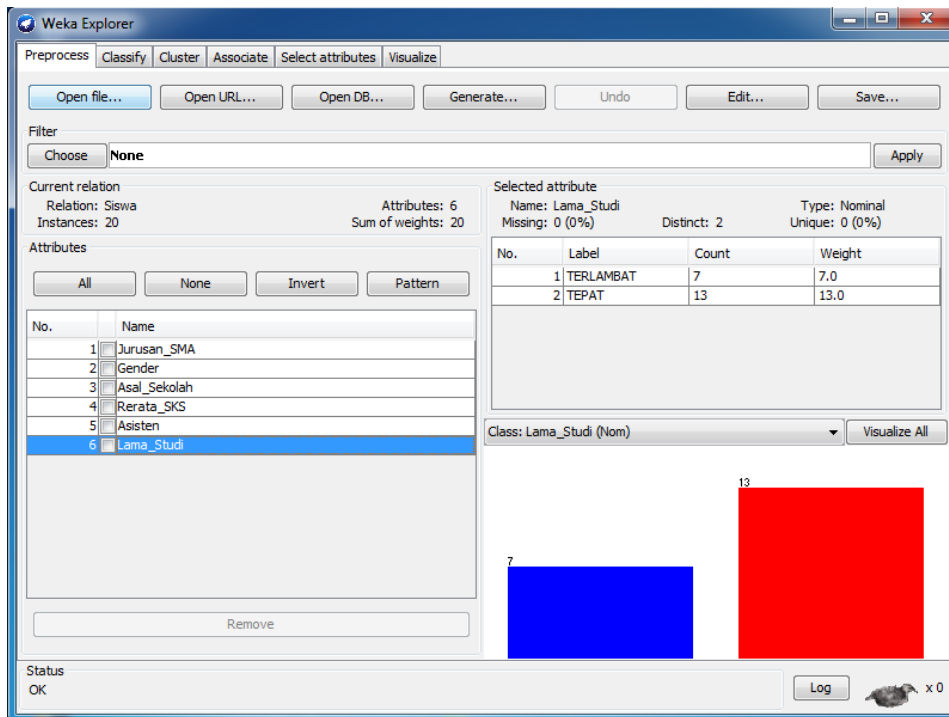 Weka Explorer
Preprocess Classify Cluster Associate Select attributes Visualize
Open file... Open URL... Open DB... Generate... Undo Edit... Save...
Filter
Choose None Apply
Current relation
Relation: Siswa Attributes: 6
Instances: 20 Sum of weights: 20
Attributes
All None Invert Pattern
No. Name
1 Jurusan_SMA
2 Gender
3 Asal_Sekolah
4 Rerata_SKS
5 Asisten
6 Lama_Studi
Remove
Selected attribute
Name: Lama_Studi Type: Nominal
Missing: 0 (0%) Distinct: 2 Unique: 0 (0%)
No. Label Count Weight
1 TERLAMBAT 7 7.0
2 TEPAT 13 13.0
Class: Lama_Studi (Nom) Visualize All
13
7
Status
OK Log x 0